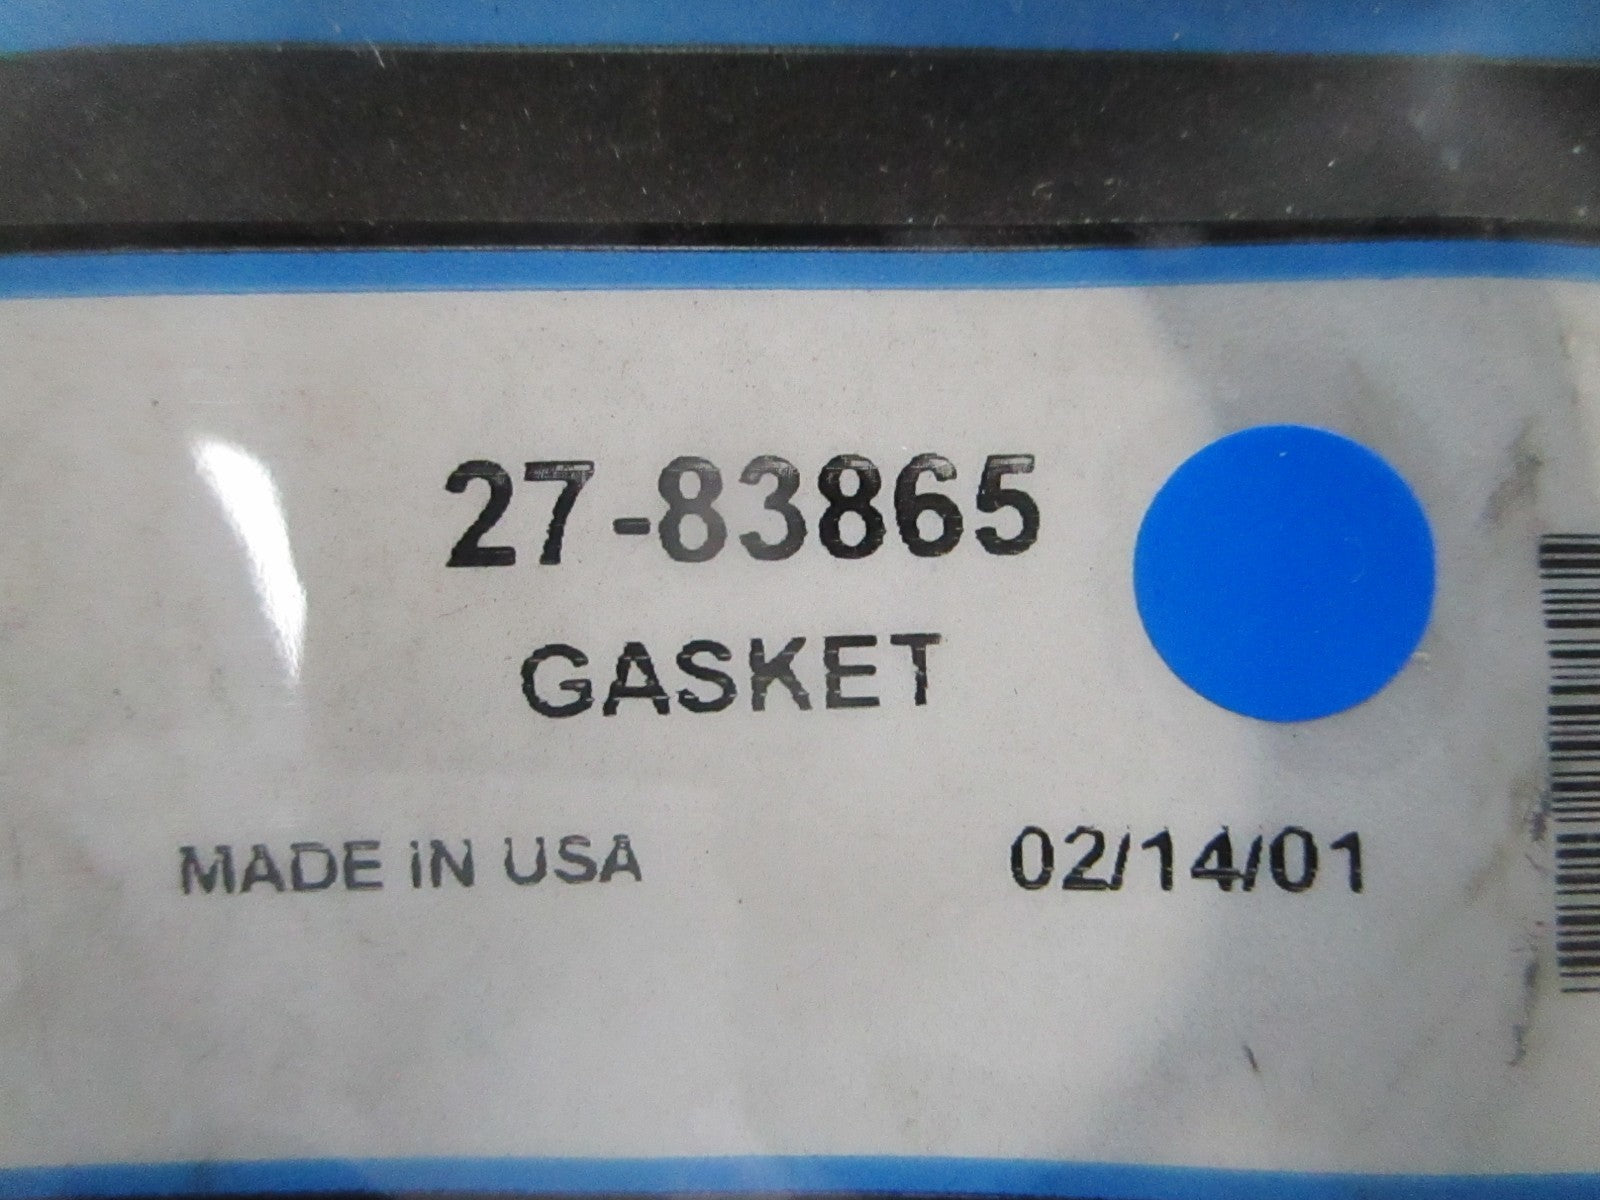 27-83865
GASKET
MADE IN USA
02/14/01